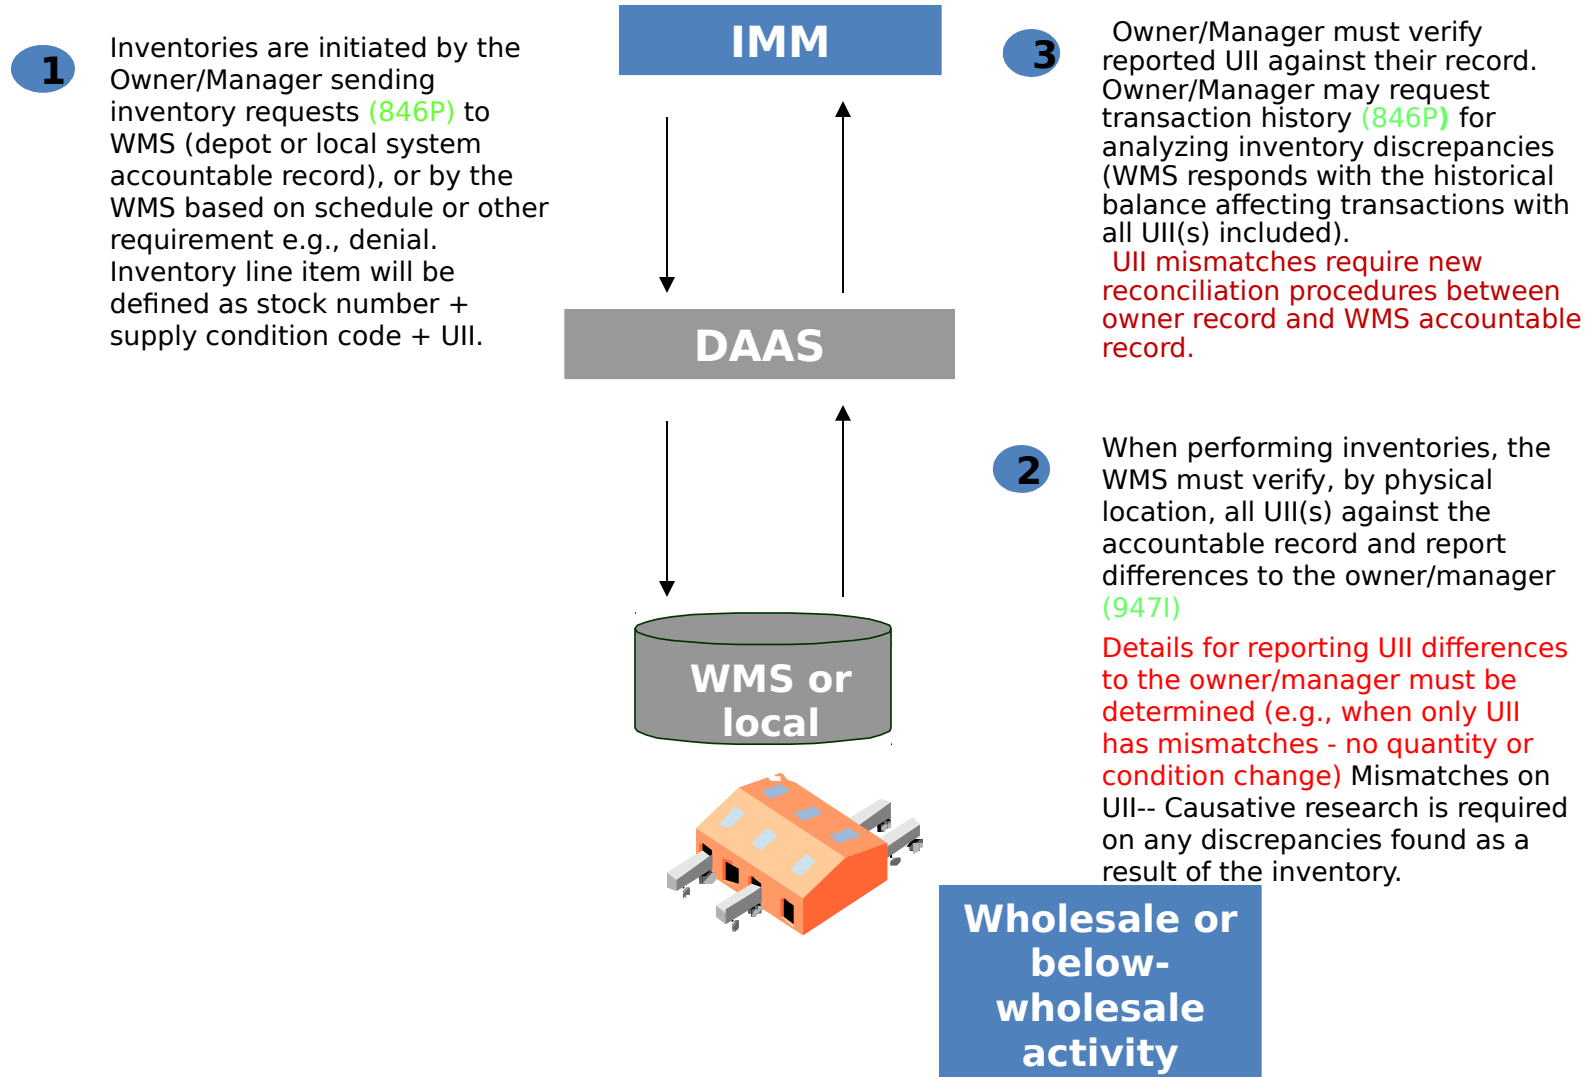 IMM
1
Inventories are initiated by the
Owner/Manager sending
inventory requests (846P) to
WMS (depot or local system
accountable record), or by the
WMS based on schedule or other
requirement e.g., denial.
Inventory line item will be
defined as stock number +
supply condition code + UII.
3
Owner/Manager must verify
reported UII against their record.
Owner/Manager may request
transaction history (846P) for
analyzing inventory discrepancies
(WMS responds with the historical
balance affecting transactions with
all UII(s) included).
UII mismatches require new
reconciliation procedures between
owner record and WMS accountable
record.
DAAS
2
When performing inventories, the
WMS must verify, by physical
location, all UII(s) against the
accountable record and report
differences to the owner/manager
(947I)
Details for reporting UII differences
to the owner/manager must be
determined (e.g., when only UII
has mismatches - no quantity or
condition change) Mismatches on
UII-- Causative research is required
on any discrepancies found as a
result of the inventory.
WMS or
local
Wholesale or
below-
wholesale
activity